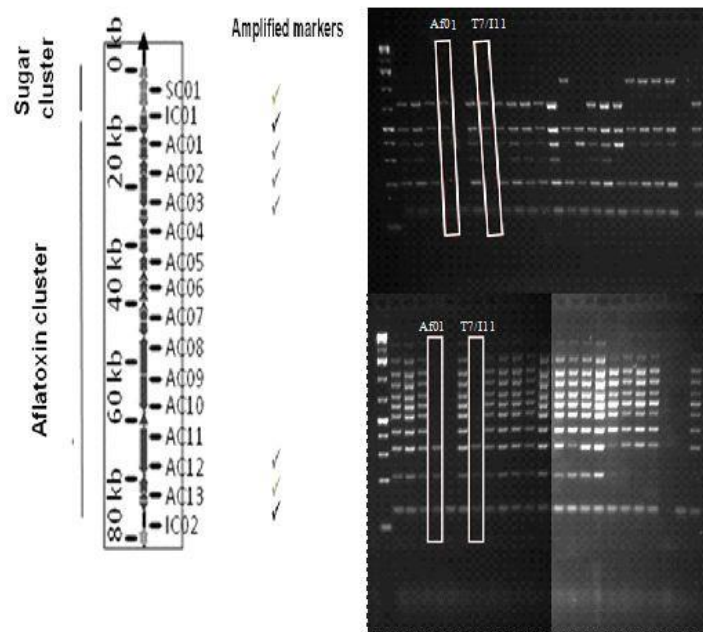 Amplified markers
Sugar cluster
Aflatoxin cluster
0 kb
20 kb
40 kb
60 kb
80 kb
SC01
IC01
AC01
AC02
AC03
AC04
AC05
AC06
AC07
AC08
AC09
AC10
AC11
AC12
AC13
IC02
Af01
T7/I11
Af01
T7/I11